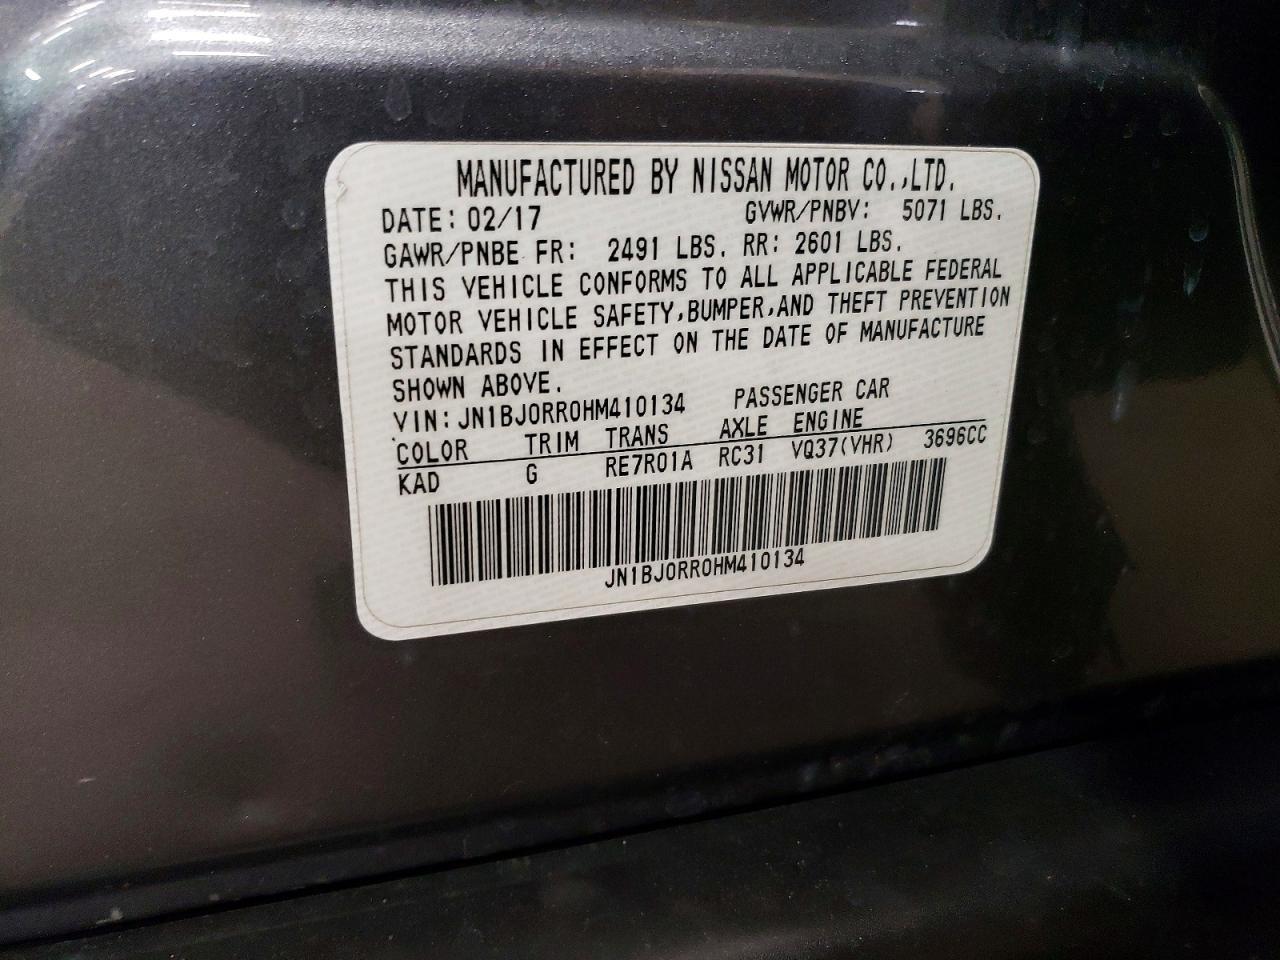 MANUFACTURED BY NISSAN MOTOR CO.,LTD.
DATE: 02/17 GVWR/PNBV: 5071 LBS.
GAWR/PNBE FR: 2491 LBS. RR: 2601 LBS.
THIS VEHICLE CONFORMS TO ALL APPLICABLE FEDERAL
MOTOR VEHICLE SAFETY,BUMPER,AND THEFT PREVENTION
STANDARDS IN EFFECT ON THE DATE OF MANUFACTURE
SHOWN ABOVE.
VIN: JN1BJ0RR0HM410134 PASSENGER CAR
COLOR TRIM TRANS AXLE ENGINE
KAD G RE7R01A RC31 VQ37(VHR) 3696CC
JN1BJ0RR0HM410134